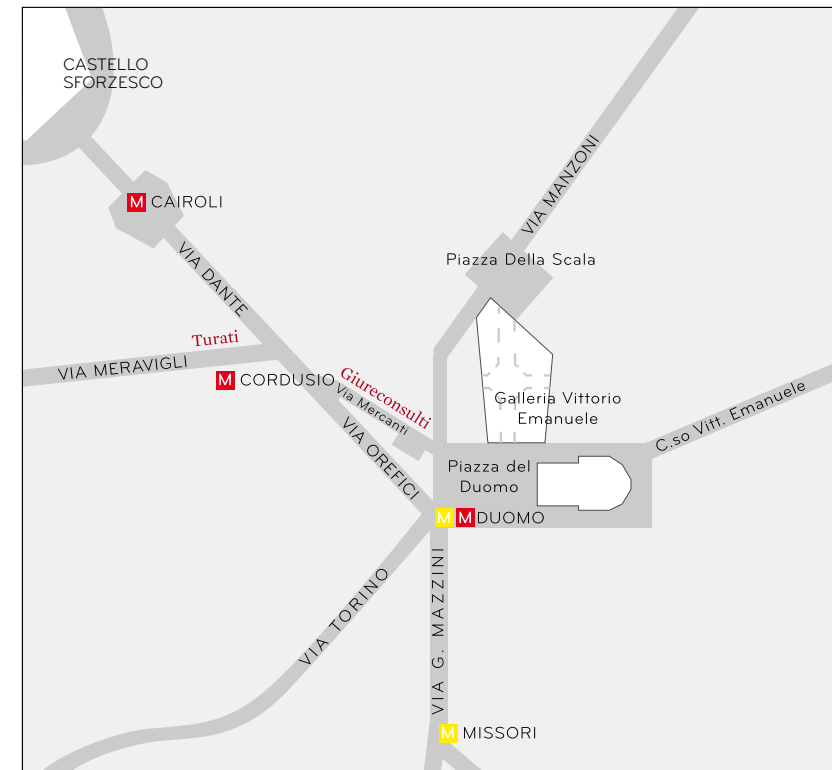 CASTELLO
SFORZESCO
M CAIROLI
VIA MANZONI
Piazza Della Scala
VIA DANTE
Turati
VIA MERAVIGLI
M CORDUSIO
Giureconsulti
Via Mercanti
Galleria Vittorio
Emanuele
C.so Vitt. Emanuele
VIA OREFICI
Piazza del
Duomo
M M DUOMO
VIA TORINO
VIA G. MAZZINI
M MISSORI